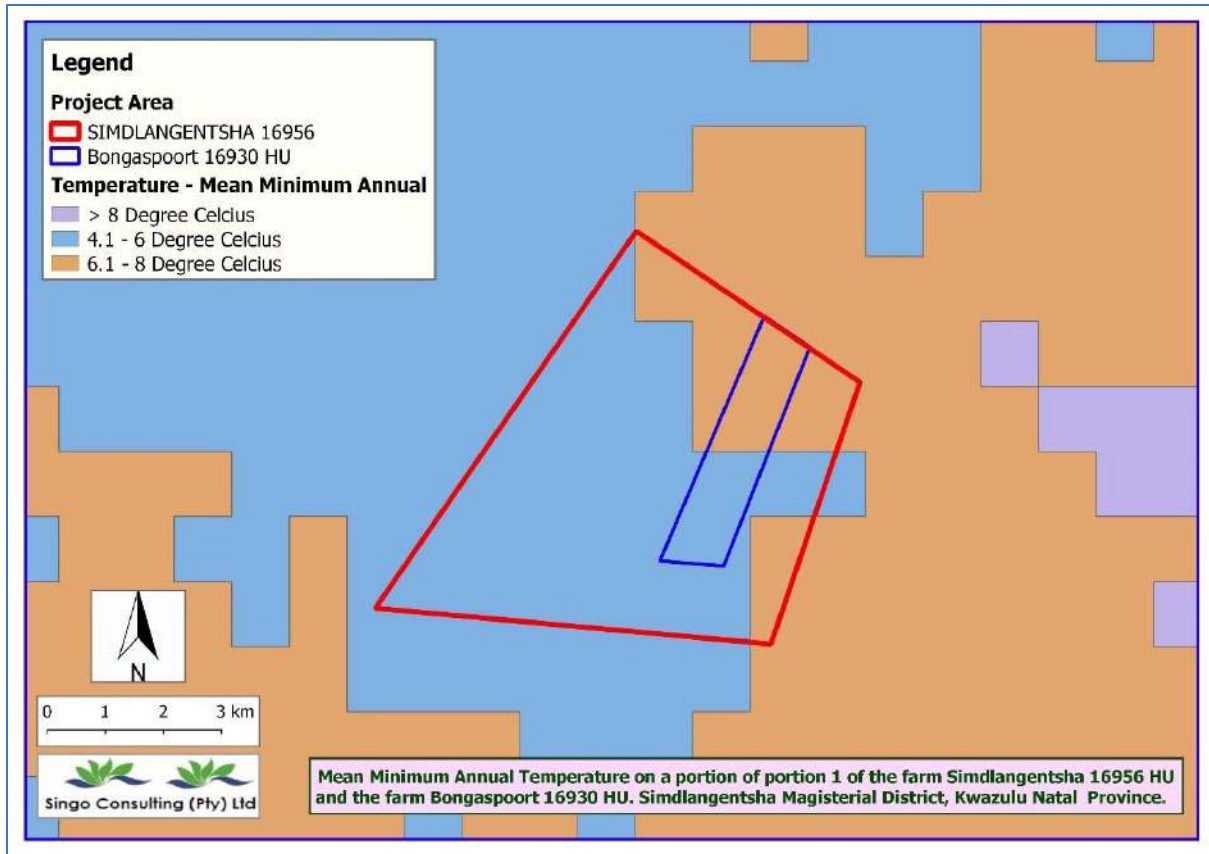 Legend
Project Area
SIMDLANGENTSHA 16956
Bongaspoort 16930 HU
Temperature - Mean Minimum Annual
> 8 Degree Celcius
4.1 - 6 Degree Celcius
6.1 - 8 Degree Celcius
N
0 1 2 3 km
Singo Consulting (Pty) Ltd
Mean Minimum Annual Temperature on a portion of portion 1 of the farm Simdlangentsha 16956 HU
and the farm Bongaspoort 16930 HU. Simdlangentsha Magisterial District, Kwazulu Natal Province.